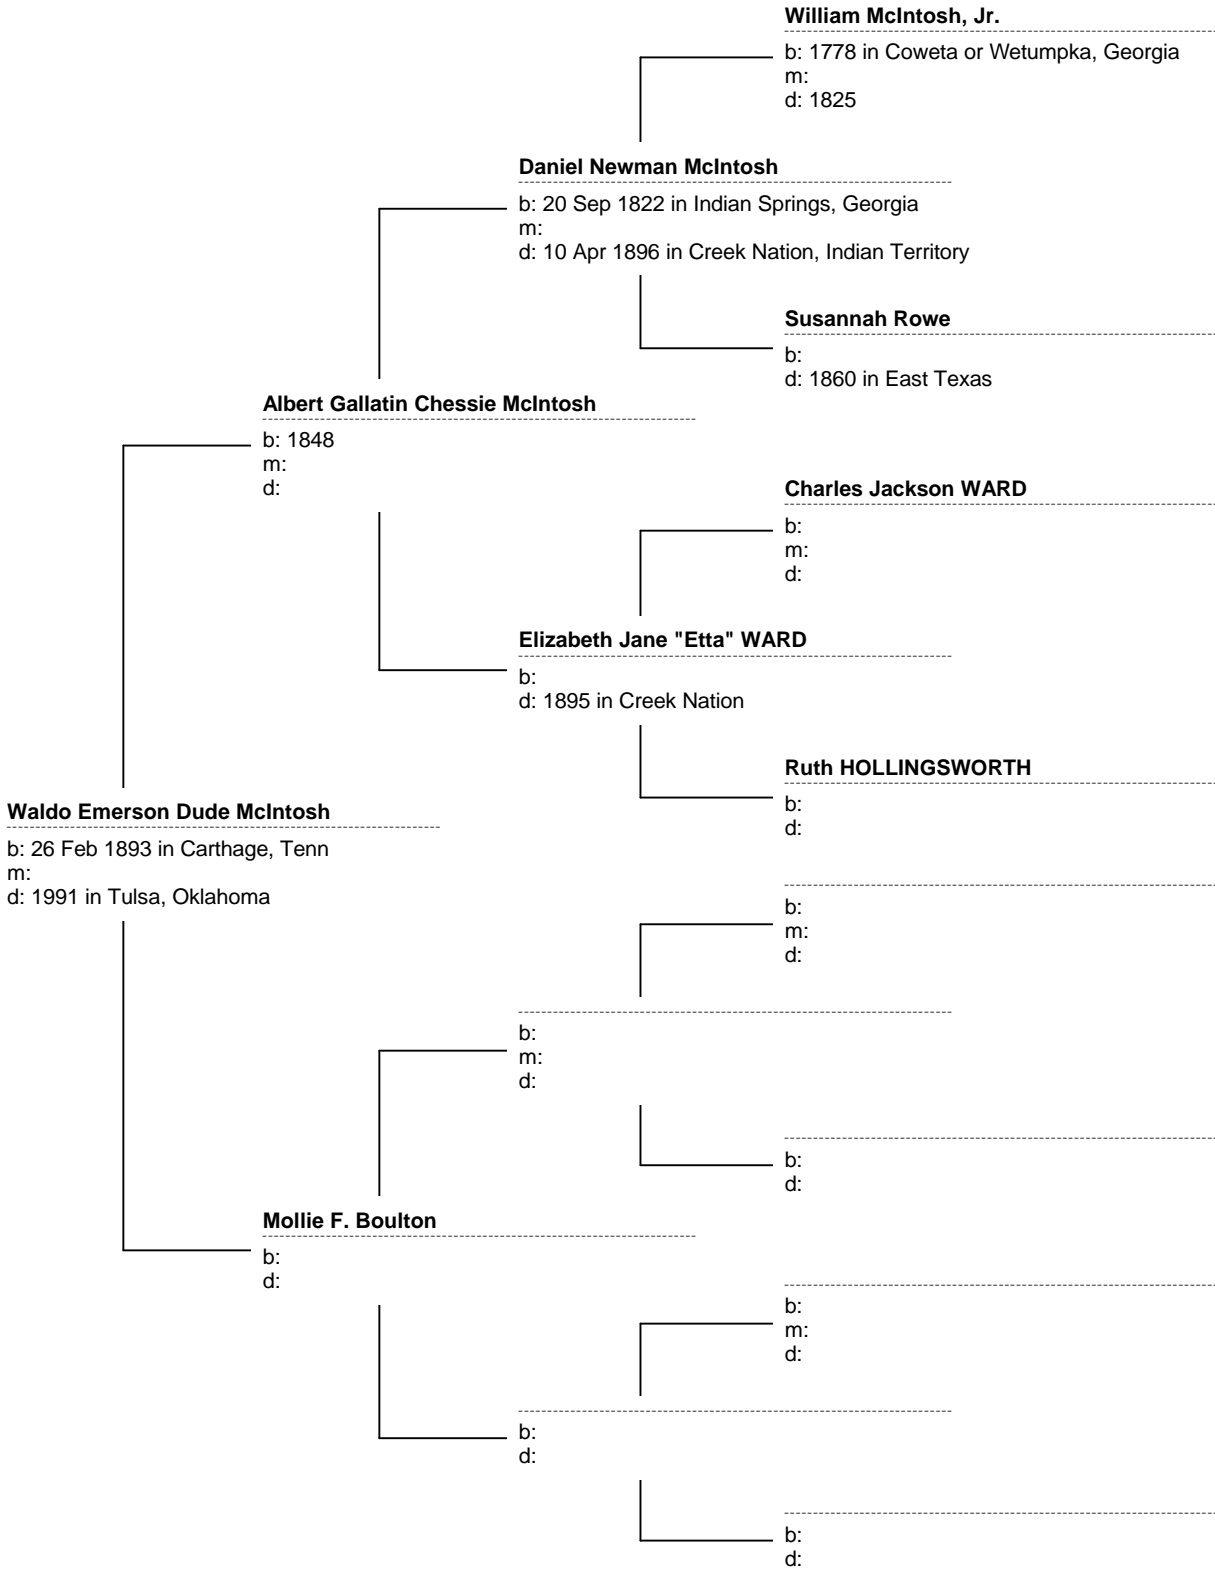 William McIntosh, Jr.
b: 1778 in Coweta or Wetumpka, Georgia
m:
d: 1825
Daniel Newman McIntosh
b: 20 Sep 1822 in Indian Springs, Georgia
m:
d: 10 Apr 1896 in Creek Nation, Indian Territory
Susannah Rowe
b:
d: 1860 in East Texas
Albert Gallatin Chessie McIntosh
b: 1848
m:
d:
Charles Jackson WARD
b:
m:
d:
Elizabeth Jane "Etta" WARD
b:
d: 1895 in Creek Nation
Ruth HOLLINGSWORTH
b:
d:
Waldo Emerson Dude McIntosh
b: 26 Feb 1893 in Carthage, Tenn
m:
d: 1991 in Tulsa, Oklahoma
b:
m:
d:
b:
m:
d:
b:
d:
Mollie F. Boulton
b:
d:
b:
m:
d:
b:
d:
b:
d: